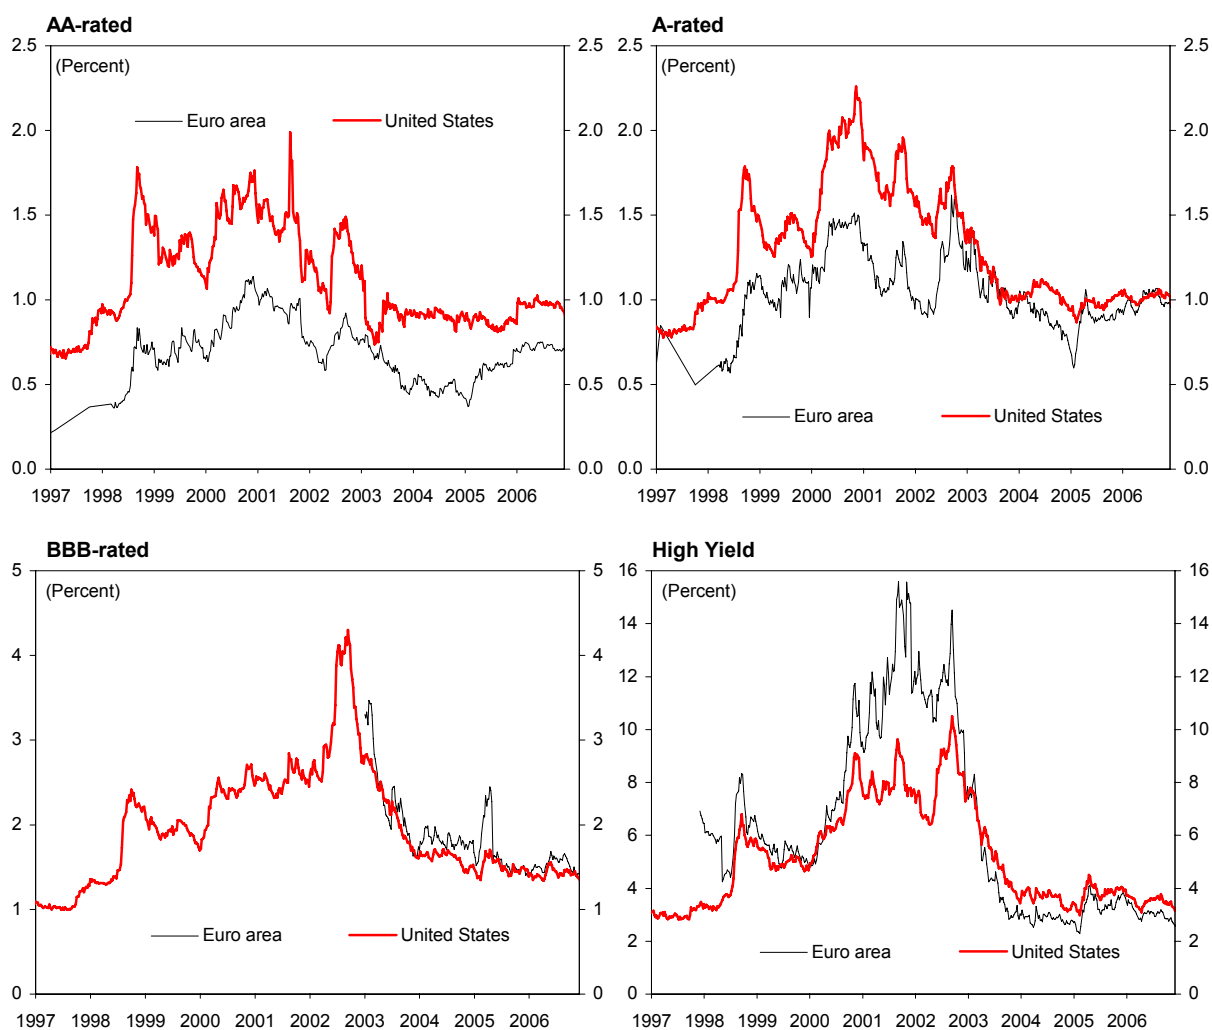 AA-rated
2.5 2.5
(Percent)
Euro area United States
2.0 2.0
1.5 1.5
1.0 1.0
0.5 0.5
0.0 0.0
1997 1998 1999 2000 2001 2002 2003 2004 2005 2006
A-rated
2.5 2.5
(Percent)
2.0 2.0
1.5 1.5
1.0 1.0
0.5 0.5
Euro area United States
0.0 0.0
1997 1998 1999 2000 2001 2002 2003 2004 2005 2006
BBB-rated
5 5
(Percent)
4 4
3 3
2 2
1 1
Euro area United States
0 0
1997 1998 1999 2000 2001 2002 2003 2004 2005 2006
High Yield
16 16
(Percent)
14 14
12 12
10 10
8 8
6 6
4 4
2 2
Euro area United States
0 0
1997 1998 1999 2000 2001 2002 2003 2004 2005 2006